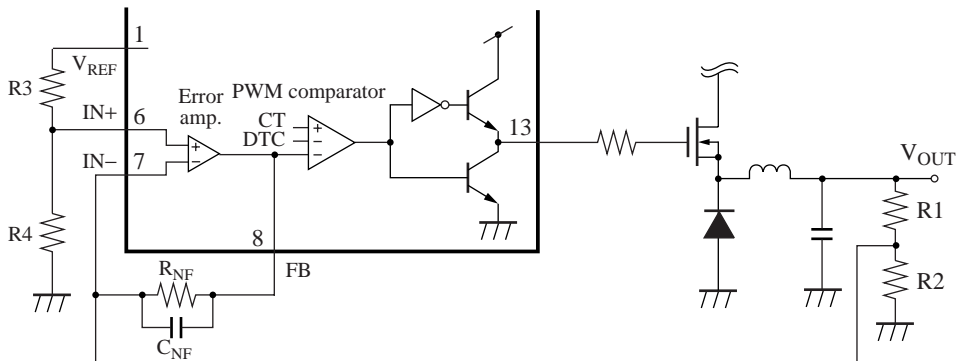 1
V_REF
R3
Error
amp.
PWM comparator
IN+
6
CT
DTC
+
−
−
13
+
−
IN−
7
V_OUT
R1
R4
8
FB
R2
R_NF
C_NF